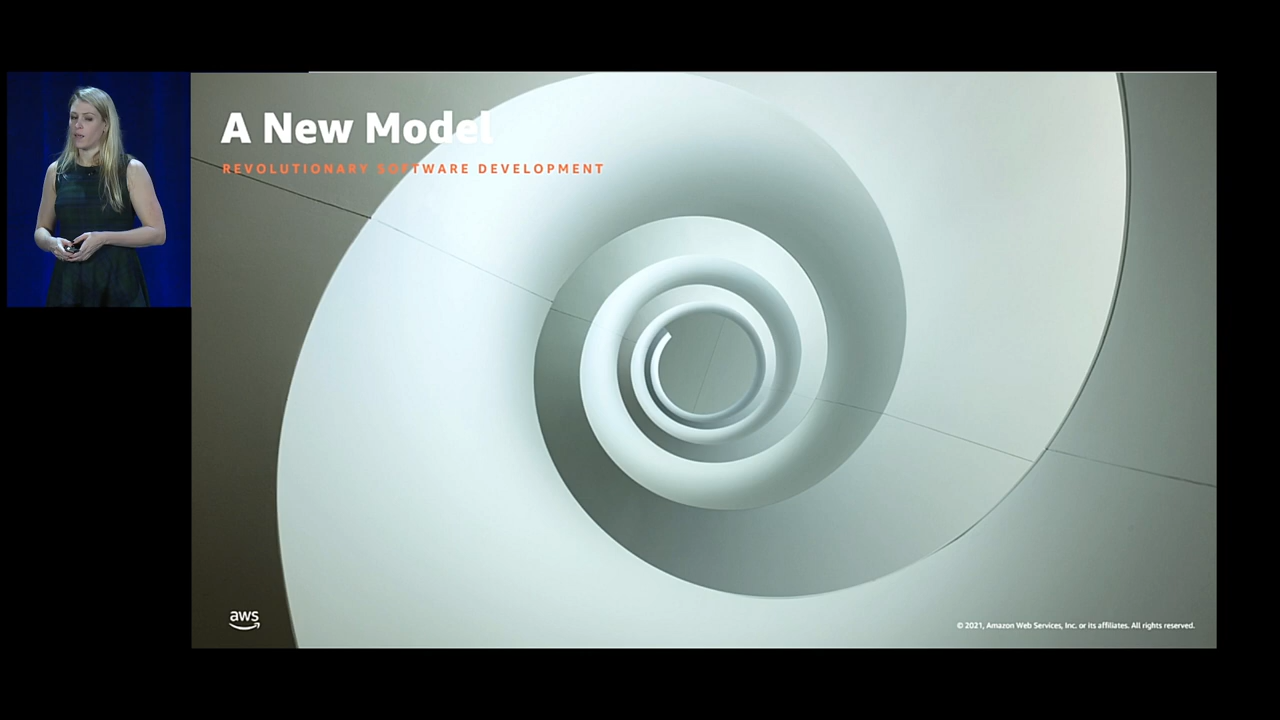 A New Model
REVOLUTIONARY SOFTWARE DEVELOPMENT
aws
© 2021, Amazon Web Services, Inc. or its affiliates. All rights reserved.